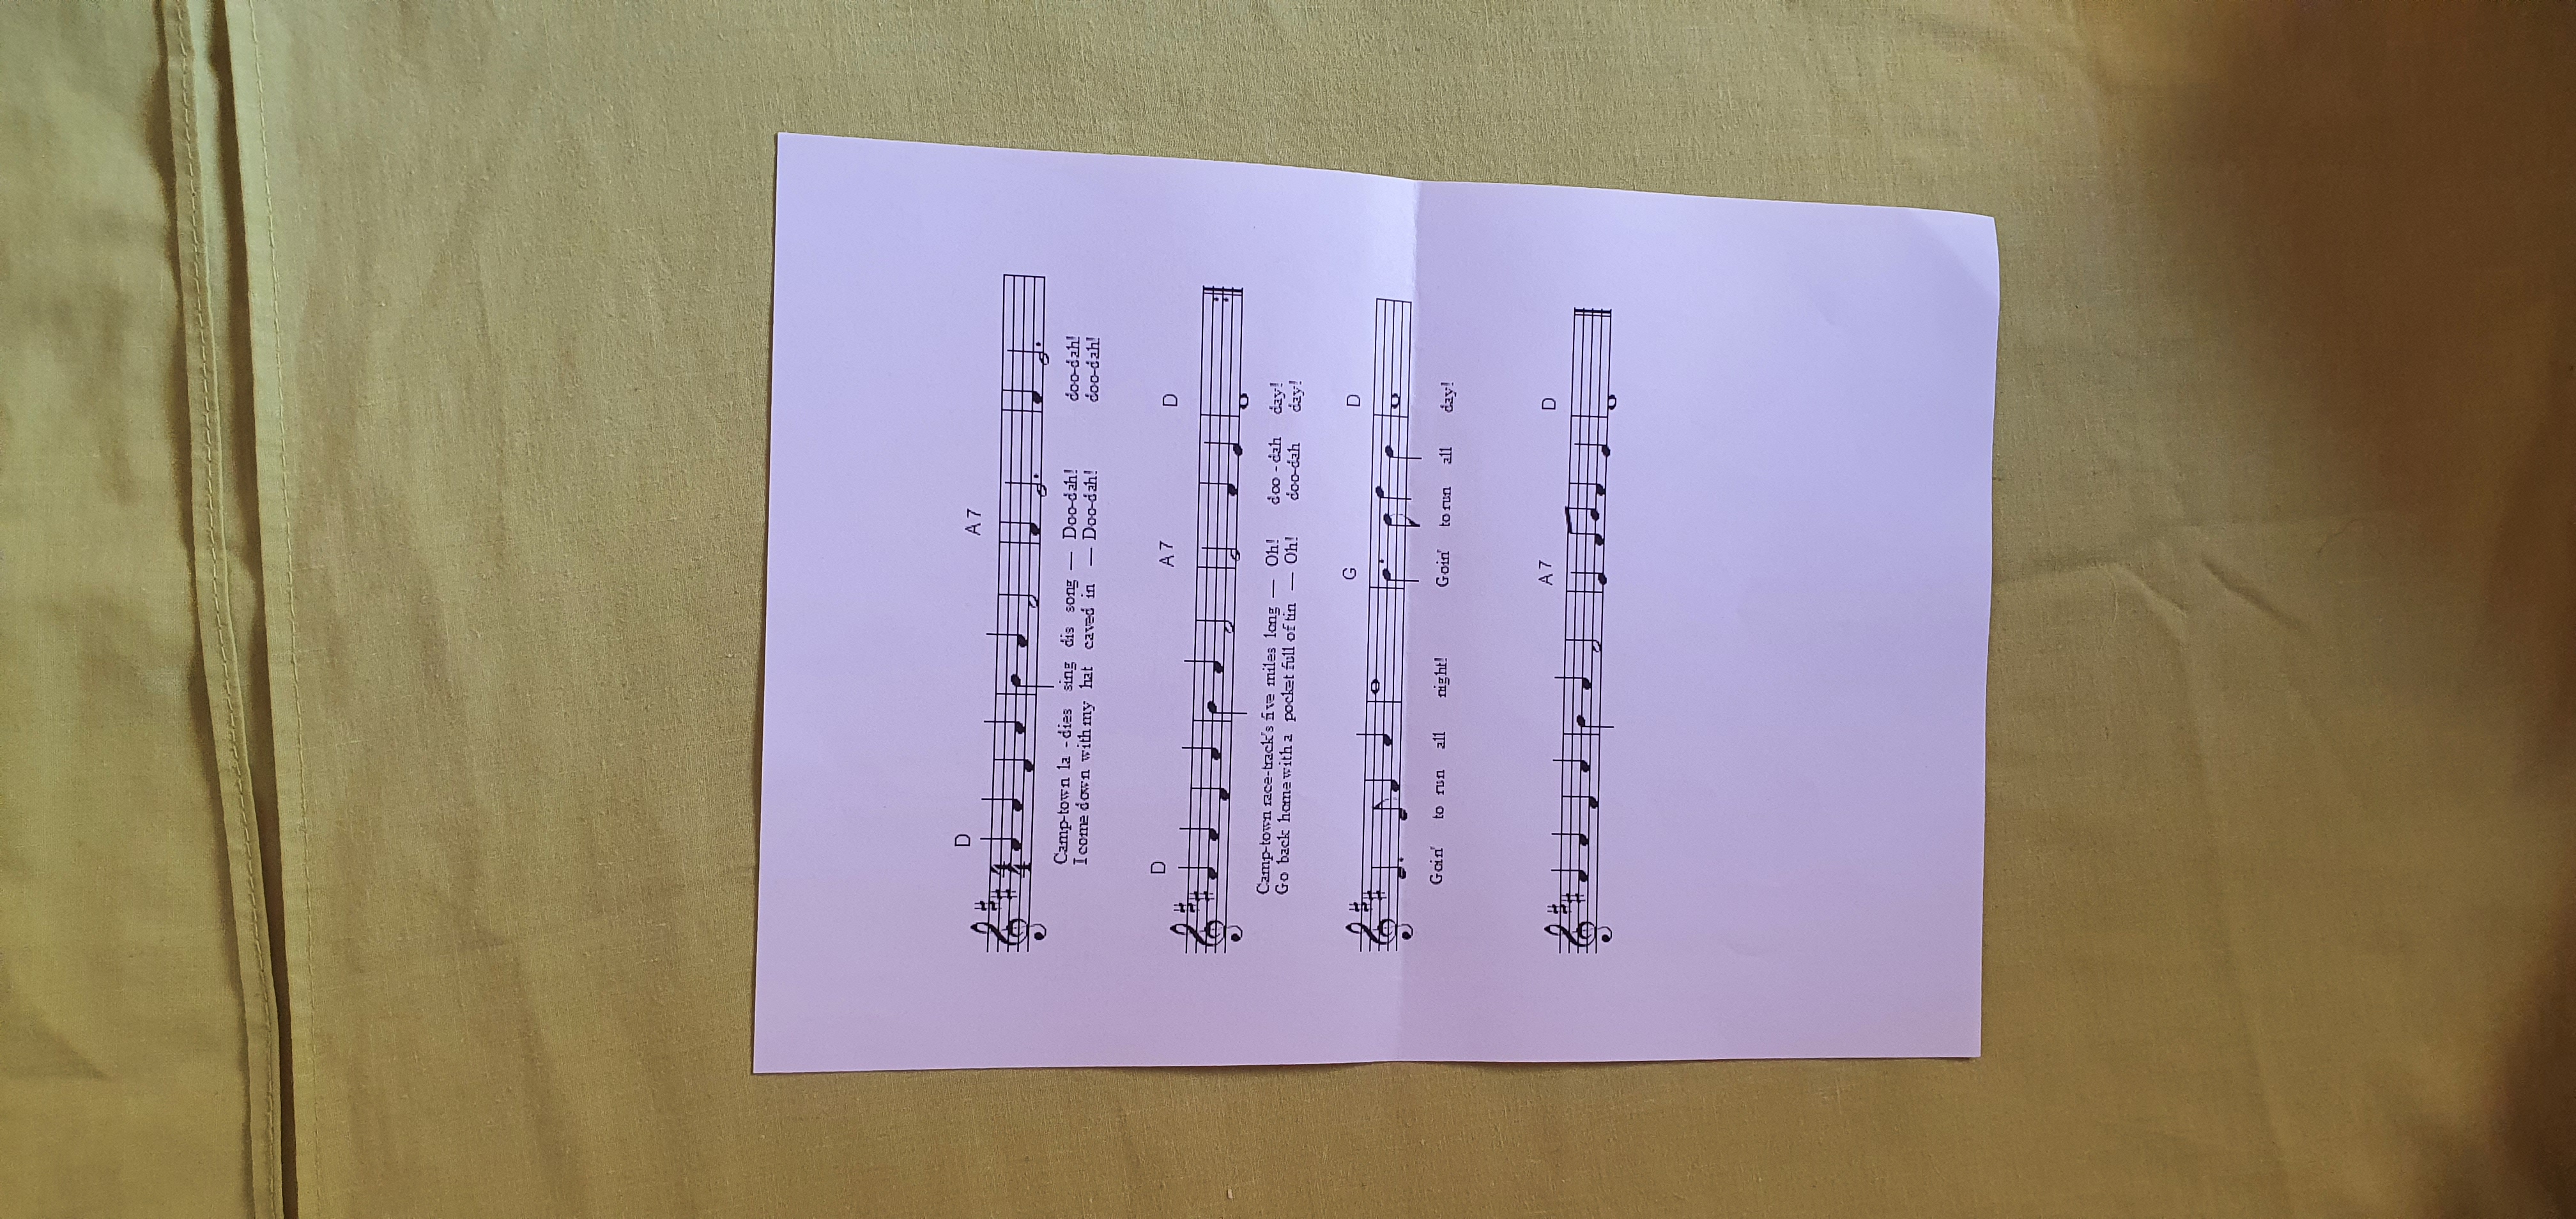 D A7
Camp-town la - dies sing dis song — Doo-dah! doo-dah!
I come down with my hat caved in — Doo-dah! doo-dah!
D A7 D
Camp-town race-track's five miles long — Oh! doo - dah day!
Go back home with a pocket full of tin — Oh! doo-dah day!
G D
Goin' to run all night! Goin' to run all day!
A7 D